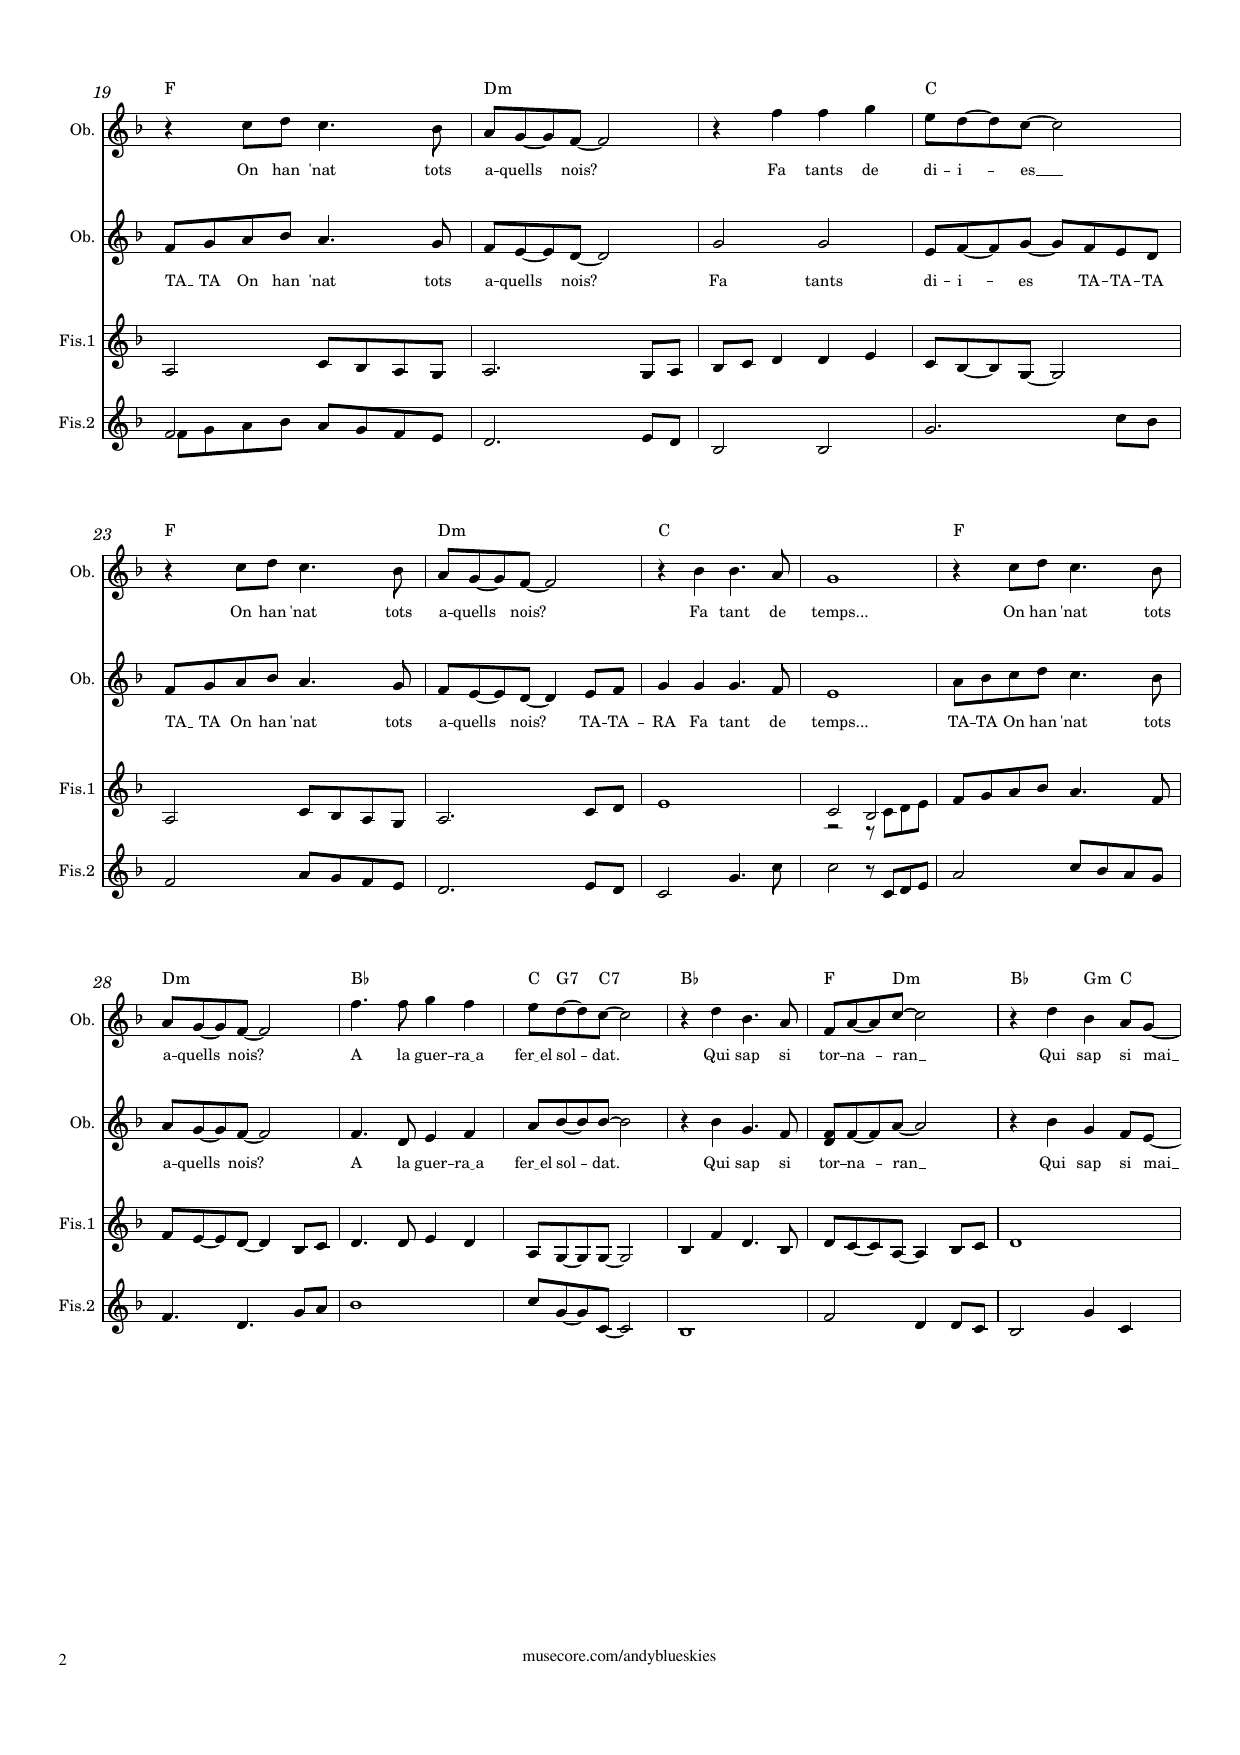 19 F Dm C
Ob.
On han 'nat tots a-quells nois? Fa tants de di - i - es
Ob.
TA TA On han 'nat tots a-quells nois? Fa tants di - i - es TA-TA-TA
Fis.1
Fis.2
23 F Dm C F
Ob.
On han 'nat tots a-quells nois? Fa tant de temps... On han 'nat tots
Ob.
TA TA On han 'nat tots a-quells nois? TA-TA-RA Fa tant de temps... TA-TA On han 'nat tots
Fis.1
Fis.2
28 Dm B♭ C G7 C7 B♭ F Dm B♭ Gm C
Ob.
a-quells nois? A la guer-ra a fer el sol - dat. Qui sap si tor-na - ran Qui sap si mai
Ob.
a-quells nois? A la guer-ra a fer el sol - dat. Qui sap si tor-na - ran Qui sap si mai
Fis.1
Fis.2
2 musecore.com/andyblueskies